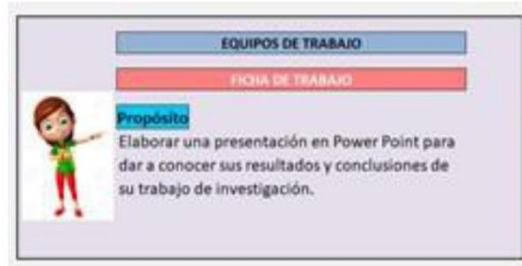 EQUIPOS DE TRABAJO
FICHA DE TRABAJO
Propósito
Elaborar una presentación en Power Point para
dar a conocer sus resultados y conclusiones de
su trabajo de investigación.